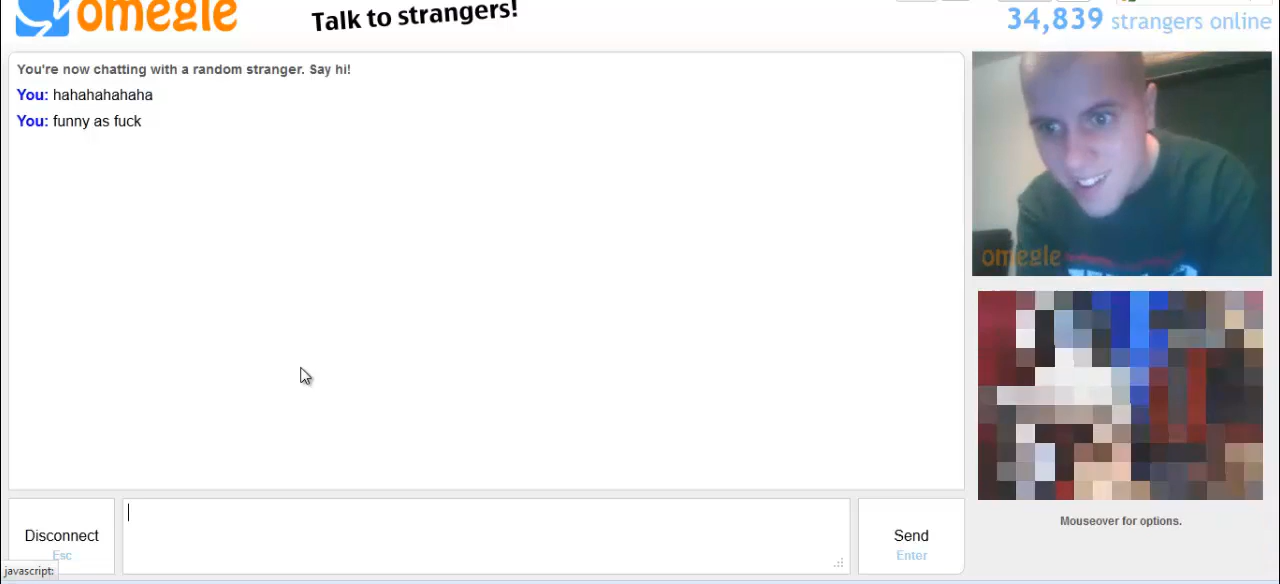 omegle
Talk to strangers!
34,839 strangers online
You're now chatting with a random stranger. Say hi!
You: hahahahahaha
You: funny as fuck
omegle
Mouseover for options.
Disconnect
Esc
Send
Enter
javascript: